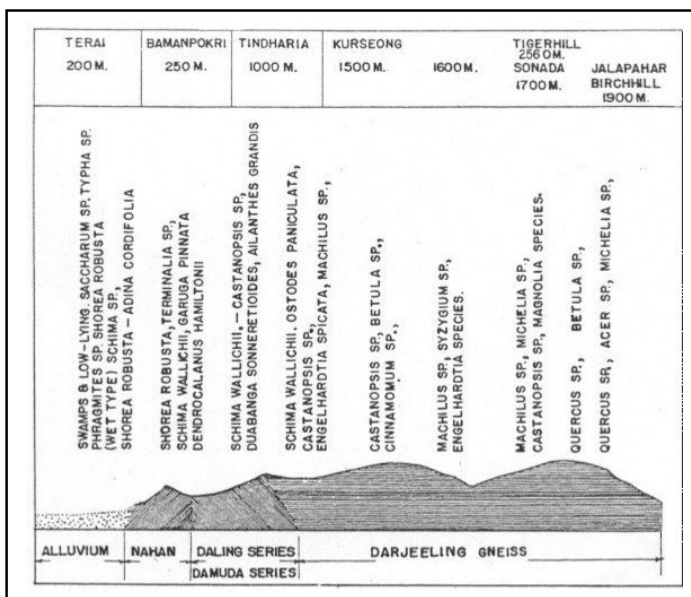 TERAI
200 M.
BAMANPOKRI
250 M.
TINDHARIA
1000 M.
KURSEONG
1500 M.
1600 M.
TIGERHILL
2560M.
SONADA
1700 M.
JALAPAHAR
BIRCHHILL
1900 M.
SWAMPS & LOW-LYING. SACCHARUM SP. TYPHA SP.
PHRAGMITES SP. SHOREA ROBUSTA
(WET TYPE) SCHIMA SP.,
SHOREA ROBUSTA – ADINA CORDIFOLIA
SHOREA ROBUSTA, TERMINALIA SP.,
SCHIMA WALLICHII, GARUGA PINNATA
DENDROCALANUS HAMILTONII
SCHIMA WALLICHII. – CASTANOPSIS SP,
DUABANGA SONNERETIOIDES, AILANTHES GRANDIS
SCHIMA WALLICHII. OSTODES PANICULATA,
CASTANOPSIS SP.,
ENGELHARDTIA SPICATA, MACHILUS SP.,
CASTANOPSIS SP., BETULA SP.,
CINNAMOMUM SP.,
MACHILUS SP., SYZYGIUM SP.,
ENGELHARDTIA SPECIES.
MACHILUS SP., MICHELIA SP.,
CASTANOPSIS SP., MAGNOLIA SPECIES.
QUERCUS SP., BETULA SP.,
QUERCUS SP., ACER SP., MICHELIA SP.,
ALLUVIUM
NAHAN
DALING SERIES
DAMUDA SERIES
DARJEELING GNEISS